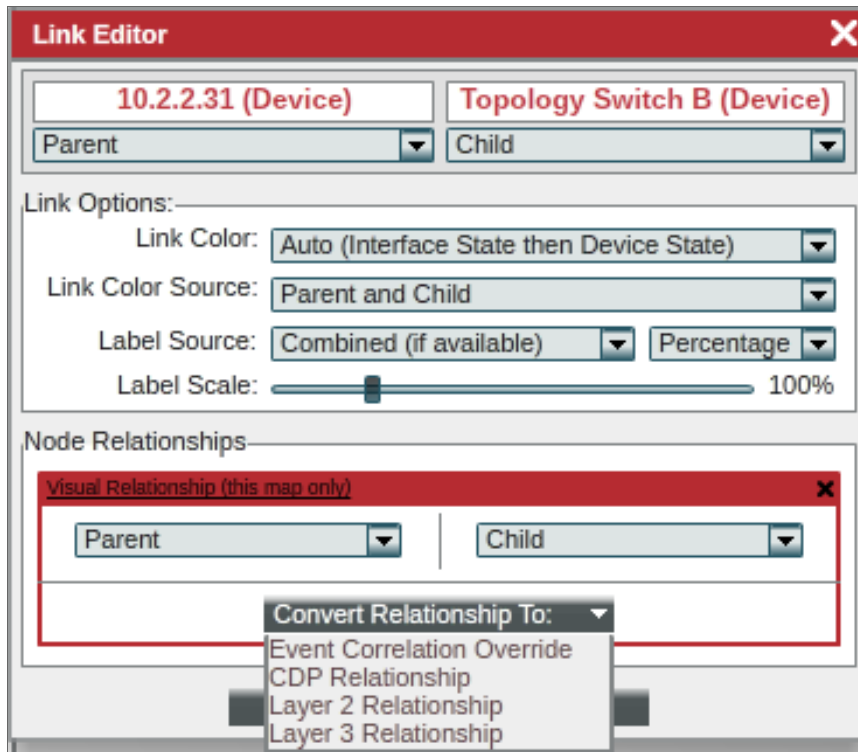 Link Editor
10.2.2.31 (Device) Topology Switch B (Device)
Parent Child
Link Options:
Link Color: Auto (Interface State then Device State)
Link Color Source: Parent and Child
Label Source: Combined (if available) Percentage
Label Scale: 100%
Node Relationships
Visual Relationship (this map only)
Parent Child
Convert Relationship To:
Event Correlation Override
CDP Relationship
Layer 2 Relationship
Layer 3 Relationship